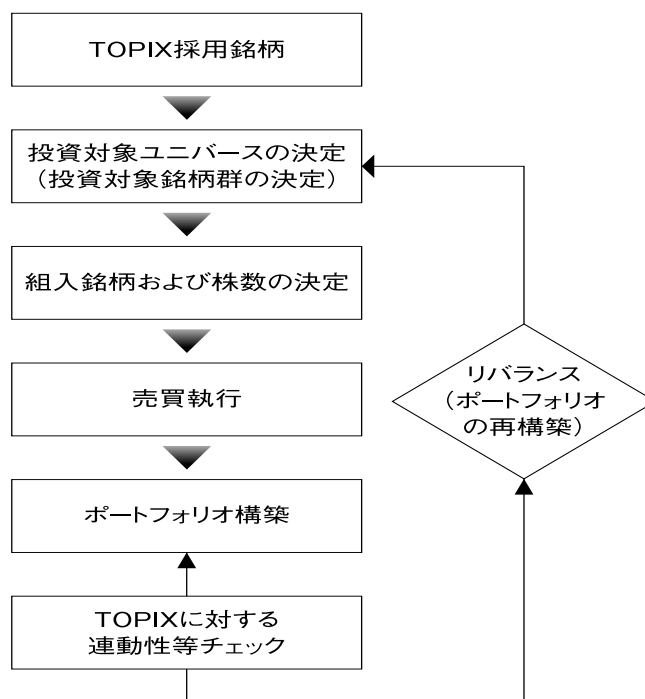 TOPIX採用銘柄
投資対象ユニバースの決定
（投資対象銘柄群の決定）
組入銘柄および株数の決定
売買執行
ポートフォリオ構築
TOPIXに対する
連動性等チェック
リバランス
（ポートフォリオ
の再構築）